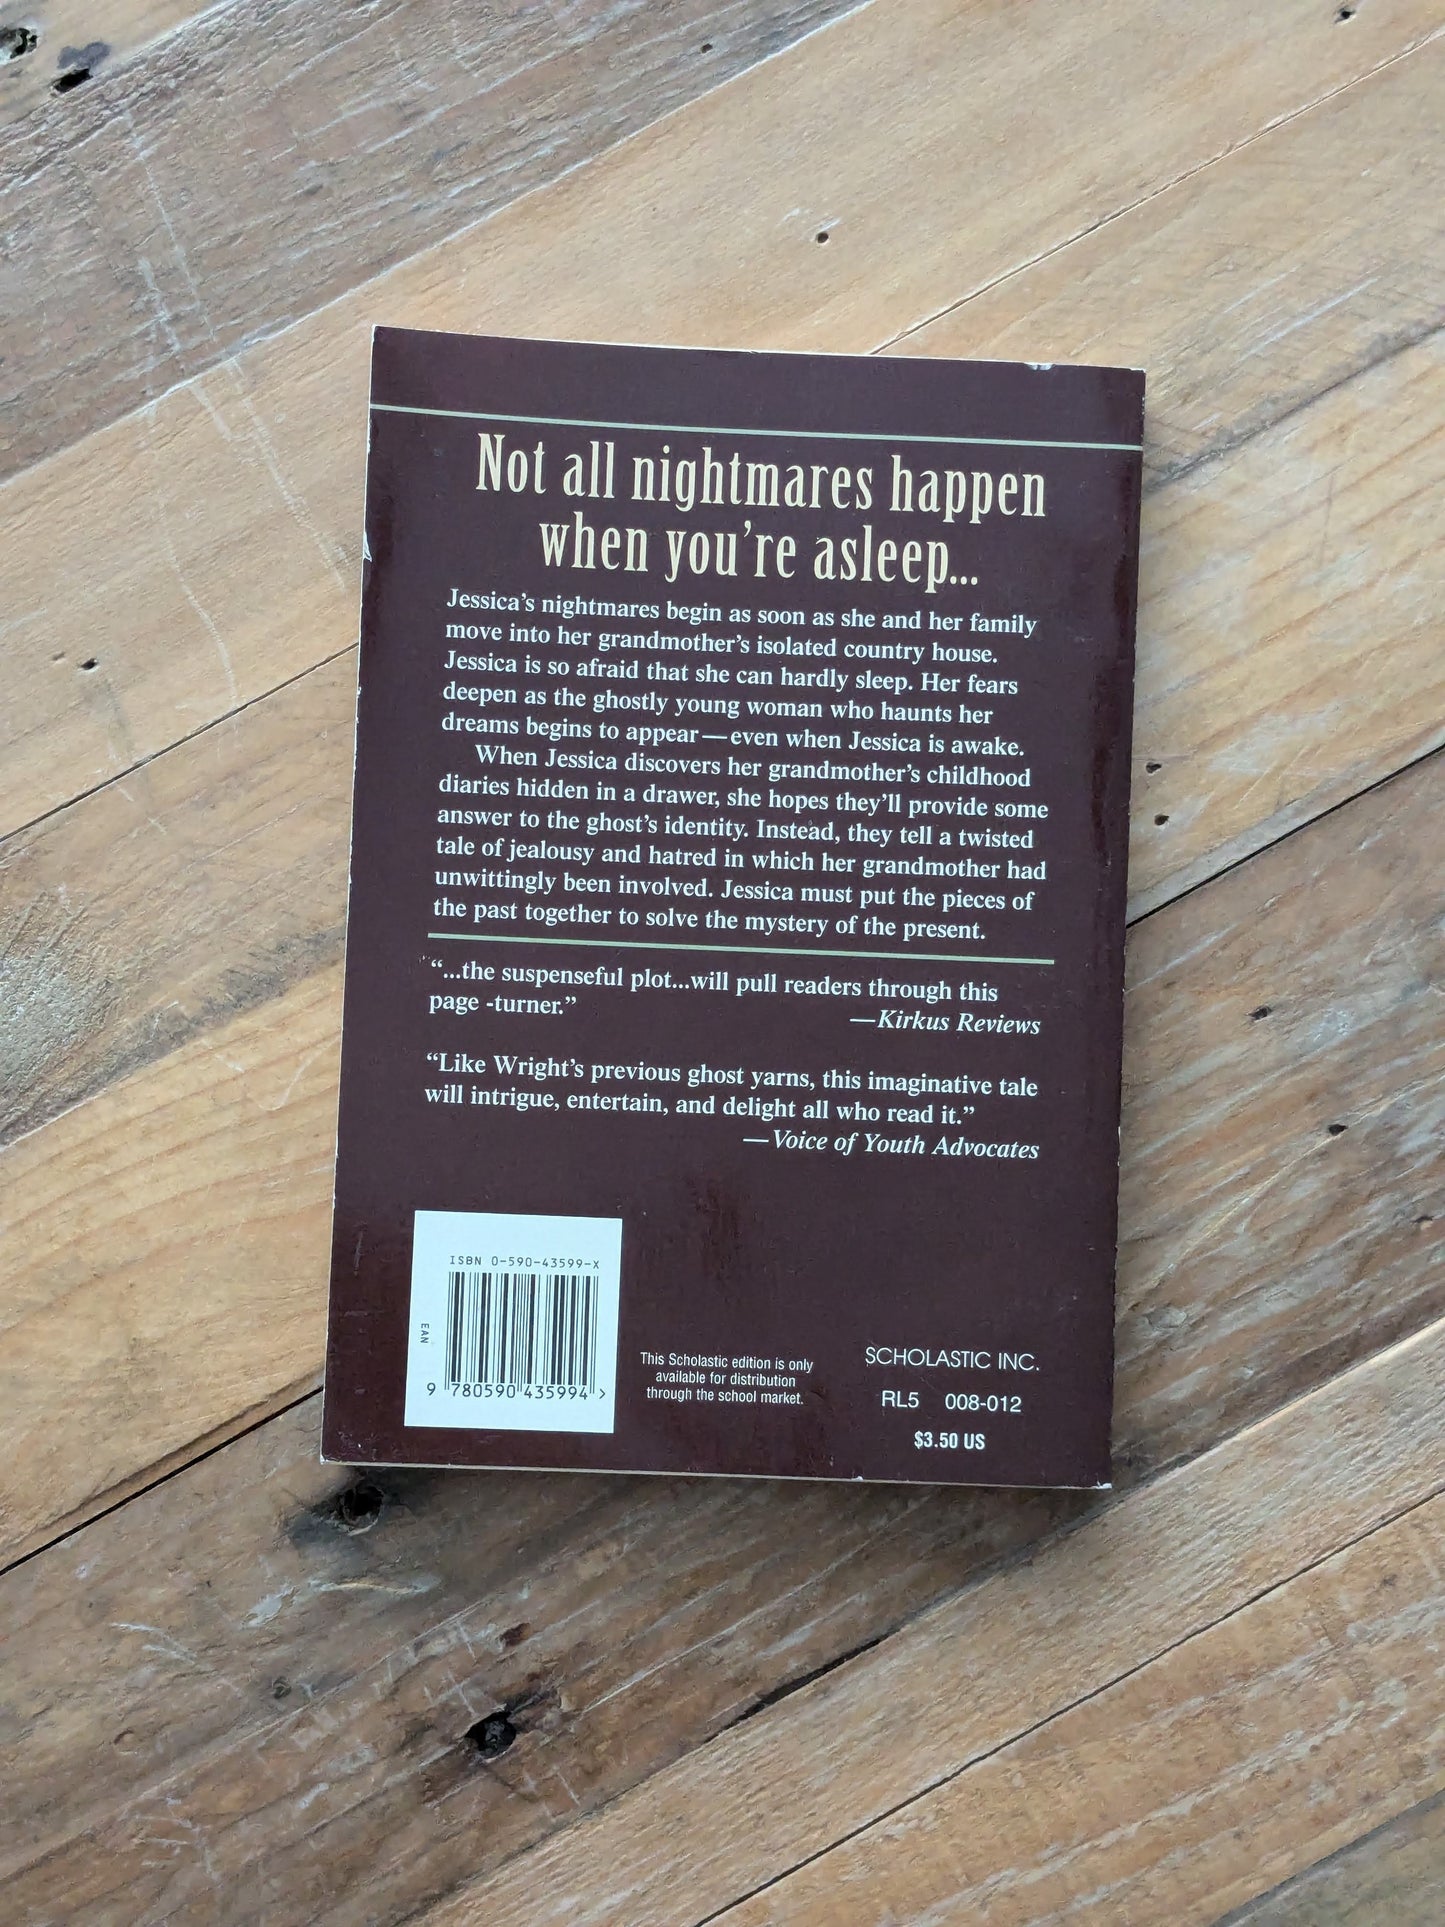 Not all nightmares happen
when you're asleep...
Jessica's nightmares begin as soon as she and her family
move into her grandmother's isolated country house.
Jessica is so afraid that she can hardly sleep. Her fears
deepen as the ghostly young woman who haunts her
dreams begins to appear—even when Jessica is awake.
When Jessica discovers her grandmother's childhood
diaries hidden in a drawer, she hopes they'll provide some
answer to the ghost's identity. Instead, they tell a twisted
tale of jealousy and hatred in which her grandmother had
unwittingly been involved. Jessica must put the pieces of
the past together to solve the mystery of the present.
“...the suspenseful plot...will pull readers through this
page -turner.”
—Kirkus Reviews
“Like Wright's previous ghost yarns, this imaginative tale
will intrigue, entertain, and delight all who read it.”
—Voice of Youth Advocates
ISBN 0-590-43599-X
EAN
9 780590 435994 >
This Scholastic edition is only
available for distribution
through the school market.
SCHOLASTIC INC.
RL5 008-012
$3.50 US